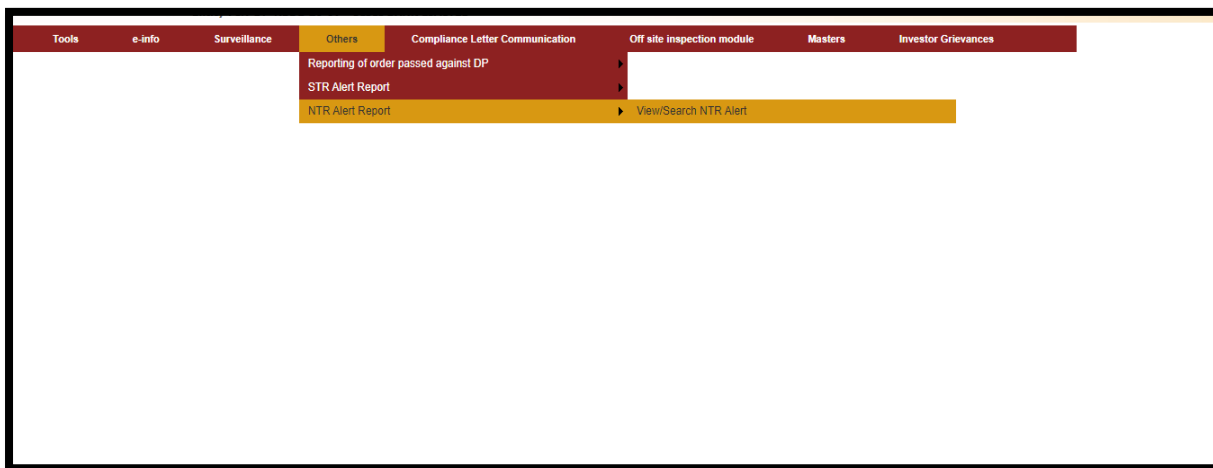 Tools e-info Surveillance Others Compliance Letter Communication Off site inspection module Masters Investor Grievances
Reporting of order passed against DP
STR Alert Report
NTR Alert Report View/Search NTR Alert